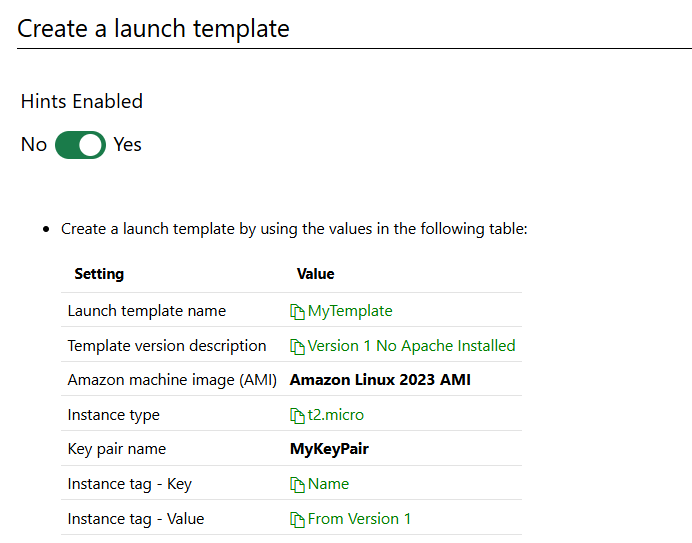 Create a launch template
Hints Enabled
No Yes
Create a launch template by using the values in the following table:
Setting Value
Launch template name MyTemplate
Template version description Version 1 No Apache Installed
Amazon machine image (AMI) Amazon Linux 2023 AMI
Instance type t2.micro
Key pair name MyKeyPair
Instance tag - Key Name
Instance tag - Value From Version 1